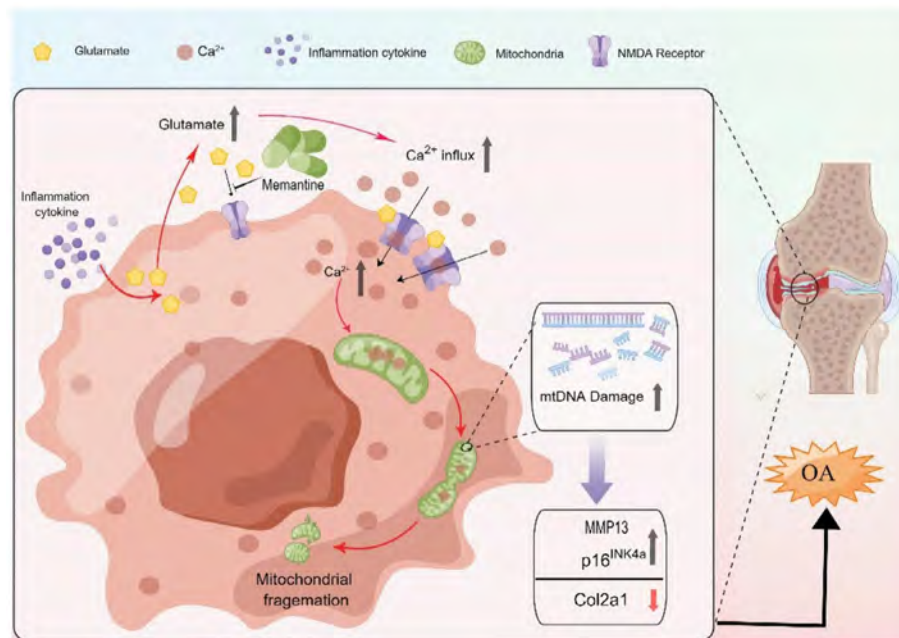 Glutamate
Ca²⁺
Inflammation cytokine
Mitochondria
NMDA Receptor
Glutamate
Ca²⁺ influx
Memantine
Inflammation
cytokine
Ca²⁺
mtDNA Damage
OA
MMP13
p16ᴵᴺᴷ⁴ᵃ
Col2a1
Mitochondrial
fragemation